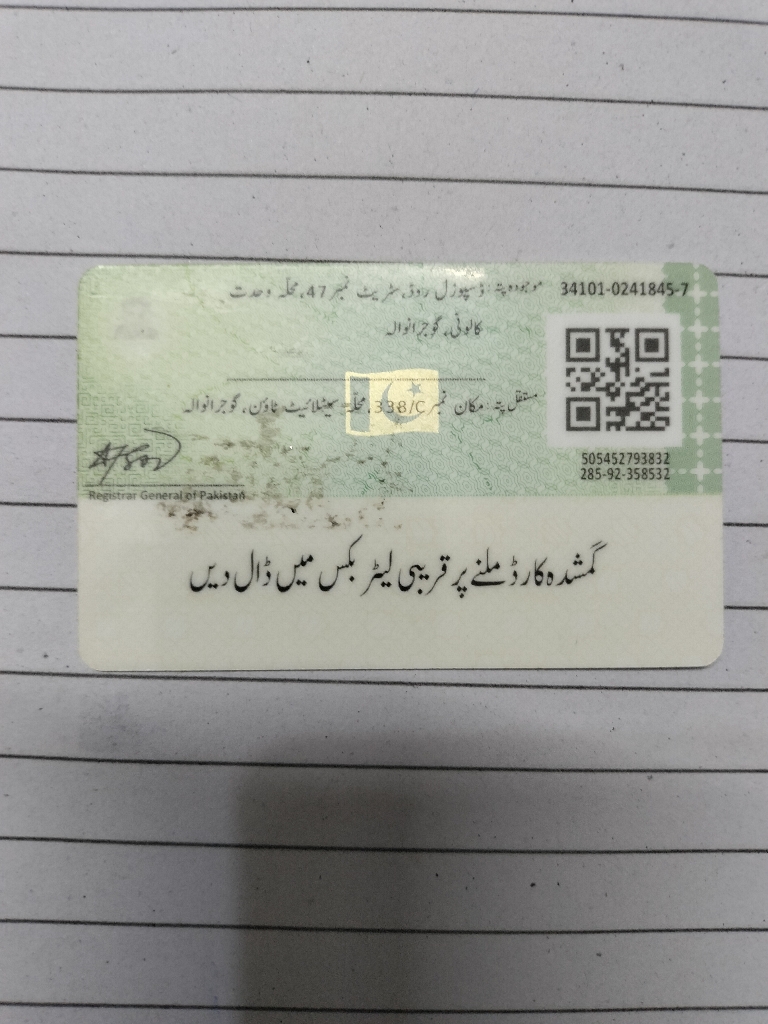 موجودہ پتہ: ڈسپوزل روڈ، سٹریٹ نمبر 47، محلہ وحدت
34101-0241845-7
کالونی، گوجرانوالہ
مستقل پتہ: مکان نمبر 338/C، محلہ سیٹلائیٹ ٹاؤن، گوجرانوالہ
505452793832
285-92-358532
Registrar General of Pakistan
گمشدہ کارڈ ملنے پر قریبی لیٹر بکس میں ڈال دیں